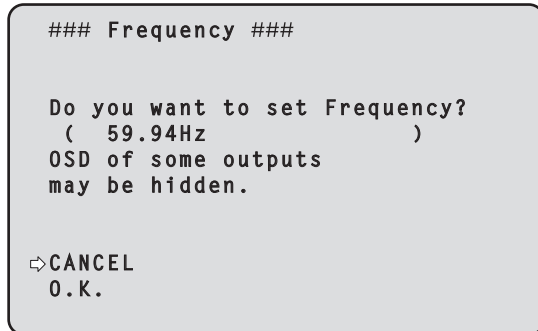 ### Frequency ###
Do you want to set Frequency?
( 59.94Hz )
OSD of some outputs
may be hidden.
⇨CANCEL
O.K.